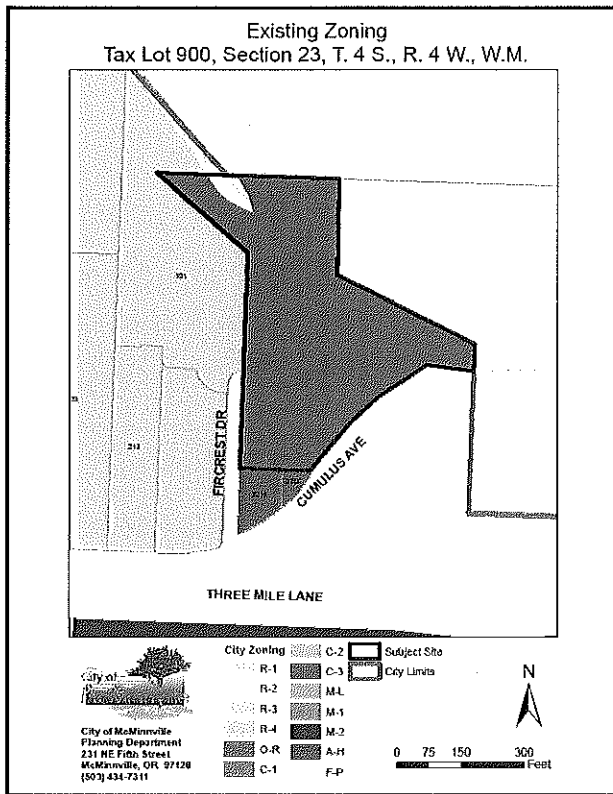 Existing Zoning
Tax Lot 900, Section 23, T. 4 S., R. 4 W., W.M.
FIRCREST DR
CUMULUS AVE
THREE MILE LANE
City of
City of McMinnville
Planning Department
231 NE Fifth Street
McMinnville, OR 97128
(503) 434-7311
City Zoning
R-1
R-2
R-3
R-4
O-R
C-1
C-2
C-3
M-L
M-1
M-2
A-H
F-P
Subject Site
City Limits
N
0 75 150 300
Feet